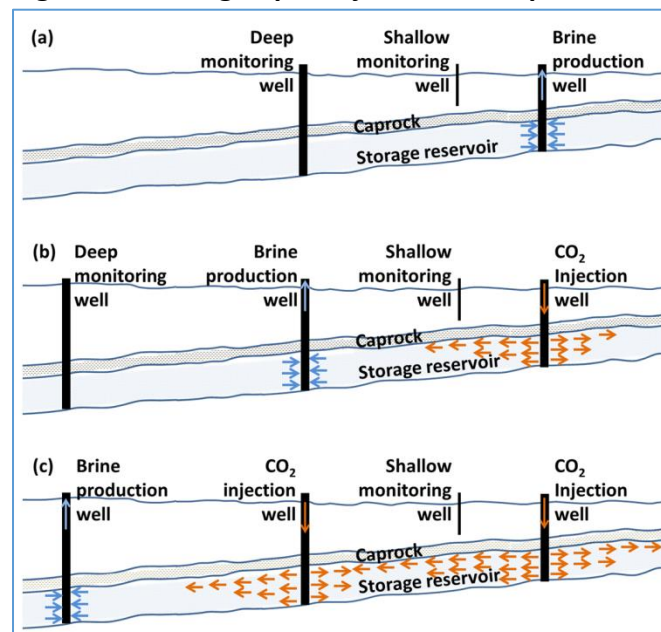 (a)
Deep
monitoring
well
Shallow
monitoring
well
Brine
production
well
Caprock
Storage reservoir
(b)
Deep
monitoring
well
Brine
production
well
Shallow
monitoring
well
CO₂
Injection
well
Caprock
Storage reservoir
(c)
Brine
production
well
CO₂
injection
well
Shallow
monitoring
well
CO₂
Injection
well
Caprock
Storage reservoir